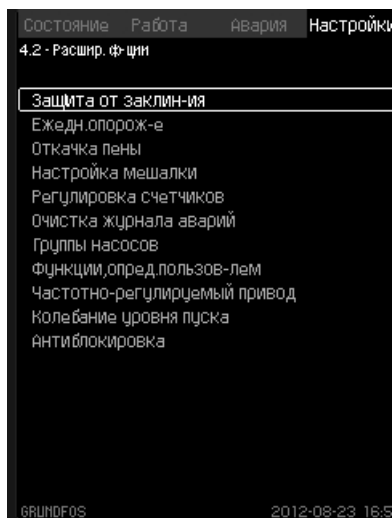 Состояние Работа Авария Настройки
4.2 - Расшир. ф-ции
Защита от заклин-ия
Ежедн.опорож-е
Откачка пены
Настройка мешалки
Регулировка счетчиков
Очистка журнала аварий
Группы насосов
Функции,опред.пользов-лем
Частотно-регулируемый привод
Колебание уровня пуска
Антиблокировка
GRUNDFOS 2012-08-23 16:5